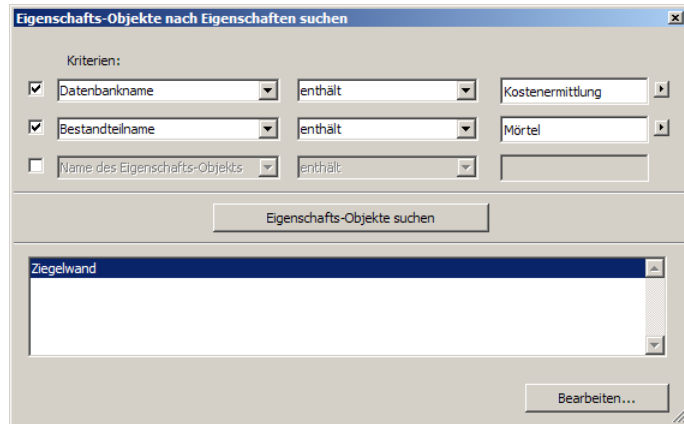 Eigenschafts-Objekte nach Eigenschaften suchen
Kriterien:
Datenbankname enthält Kostenermittlung
Bestandteilname enthält Mörtel
Name des Eigenschafts-Objekts enthält
Eigenschafts-Objekte suchen
Ziegelwand
Bearbeiten...